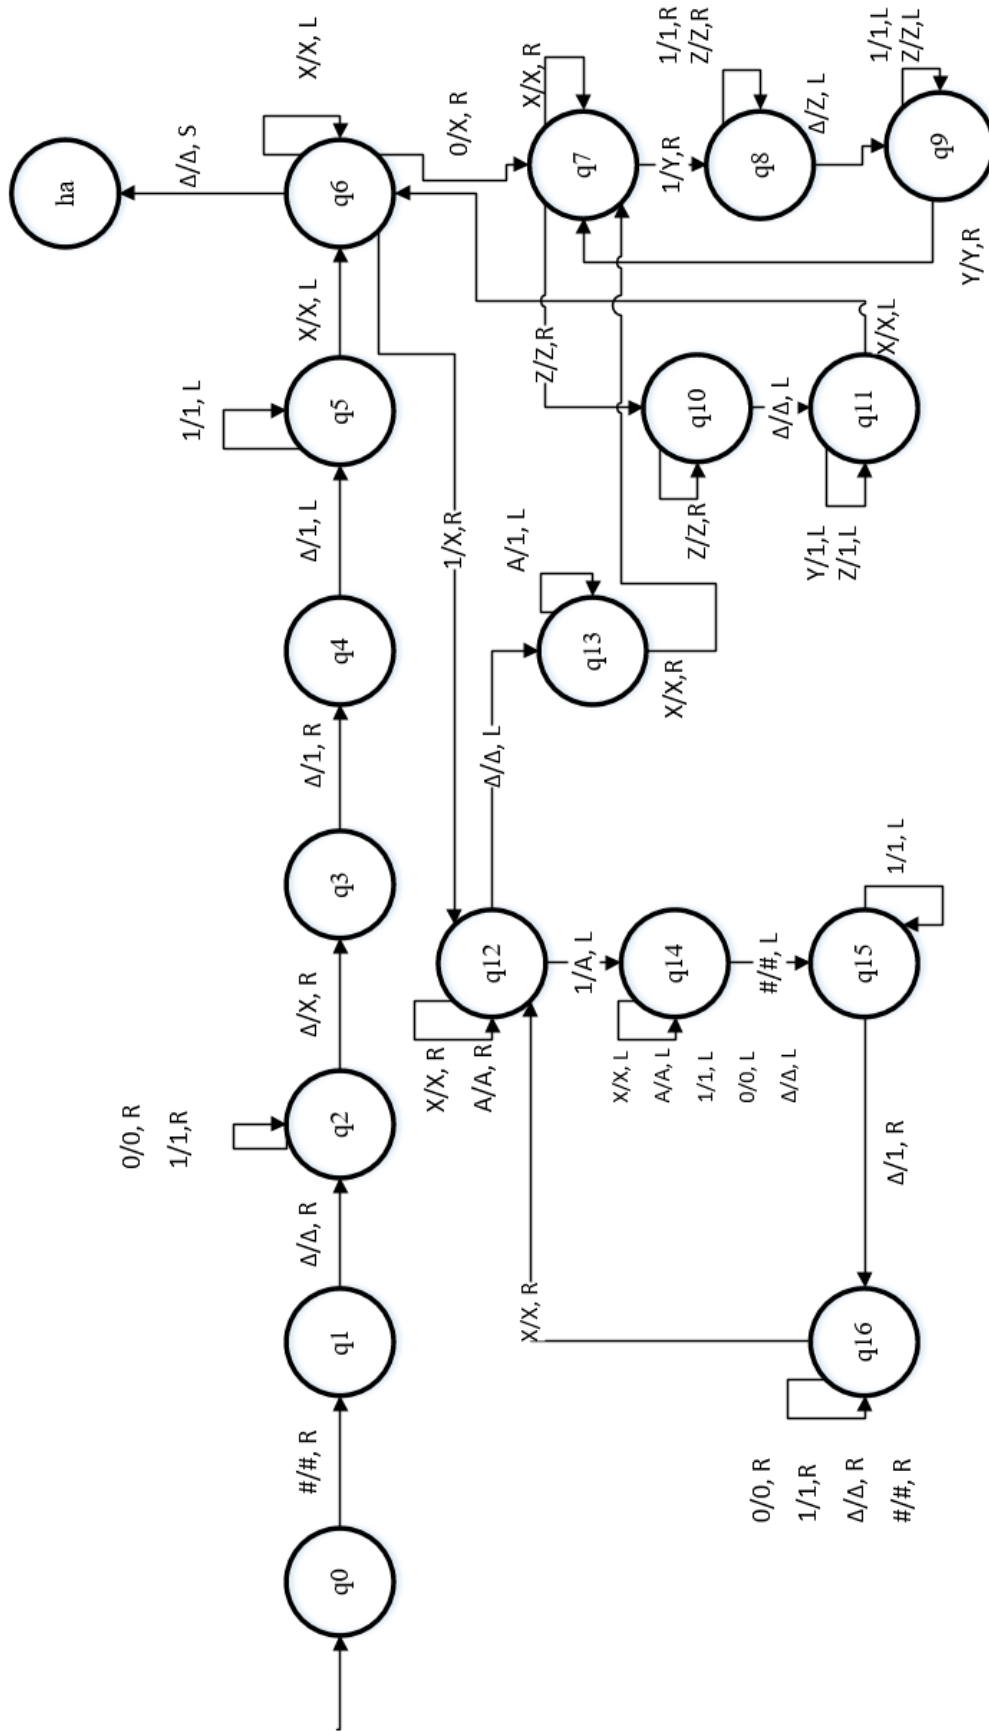 ha
0/0, R
1/1,R
1/1, L
Δ/Δ, S
#/#, R
Δ/Δ, R
Δ/X, R
Δ/1, R
Δ/1, L
X/X, L
X/X, L
q0
q1
q2
q3
q4
q5
q6
X/X, R
A/A, R
1/X,R
0/X, R
q12
Δ/Δ, L
A/1, L
X/X, R
X/X, R
1/A, L
Z/Z,R
q13
q7
X/X, L
A/A, L
1/1, L
0/0, L
Δ/Δ, L
q14
X/X,R
Z/Z,R
q10
1/Y,R
1/1,R
Z/Z,R
#/#, L
Δ/Δ, L
q8
0/0, R
1/1,R
Δ/Δ, R
#/#, R
Y/1,L
Z/1,L
Δ/Z, L
q16
q15
q11
1/1,L
Z/Z,L
Δ/1, R
1/1, L
X/X,L
q9
Y/Y,R